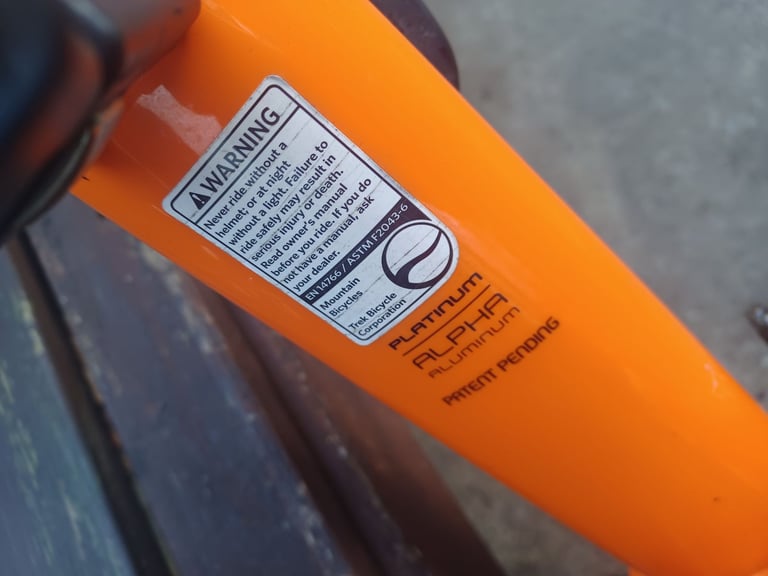 WARNING
Never ride without a
helmet, or at night
without a light. Failure to
ride safely may result in
serious injury or death.
Read owner's manual
before you ride. If you do
not have a manual, ask
your dealer.
EN 14766 / ASTM F2043-6
Mountain
Bicycles
Trek Bicycle
Corporation
PLATINUM
ALPHA
ALUMINUM
PATENT PENDING